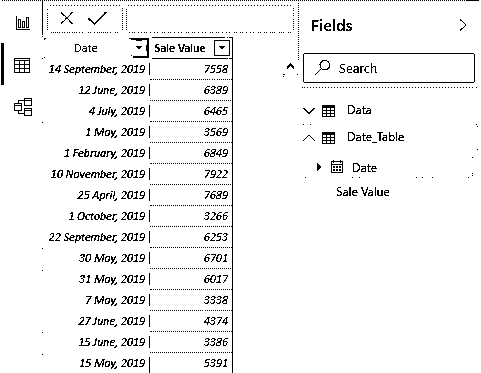 Fields
Date Sale Value
Search
14 September, 2019 7558
12 June, 2019 6389
4 July, 2019 6465
1 May, 2019 3569
1 February, 2019 6849
10 November, 2019 7922
25 April, 2019 7689
1 October, 2019 3266
22 September, 2019 6253
30 May, 2019 6701
31 May, 2019 6017
7 May, 2019 3338
27 June, 2019 4374
15 June, 2019 3386
15 May, 2019 5391
Data
Date_Table
Date
Sale Value